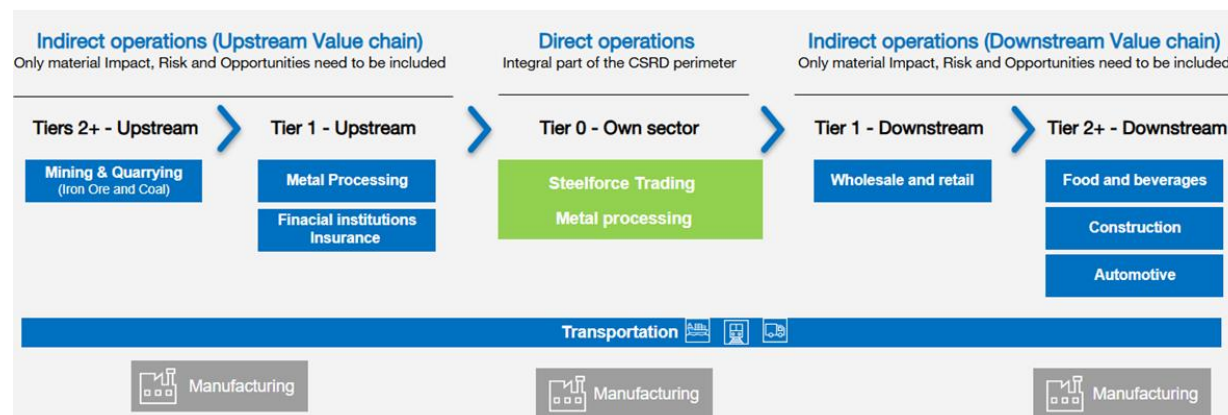 Indirect operations (Upstream Value chain)
Only material Impact, Risk and Opportunities need to be included
Direct operations
Integral part of the CSRD perimeter
Indirect operations (Downstream Value chain)
Only material Impact, Risk and Opportunities need to be included
Tiers 2+ - Upstream
Tier 1 - Upstream
Tier 0 - Own sector
Tier 1 - Downstream
Tier 2+ - Downstream
Mining & Quarrying
(Iron Ore and Coal)
Metal Processing
Finacial institutions
Insurance
Steelforce Trading
Metal processing
Wholesale and retail
Food and beverages
Construction
Automotive
Transportation
Manufacturing
Manufacturing
Manufacturing